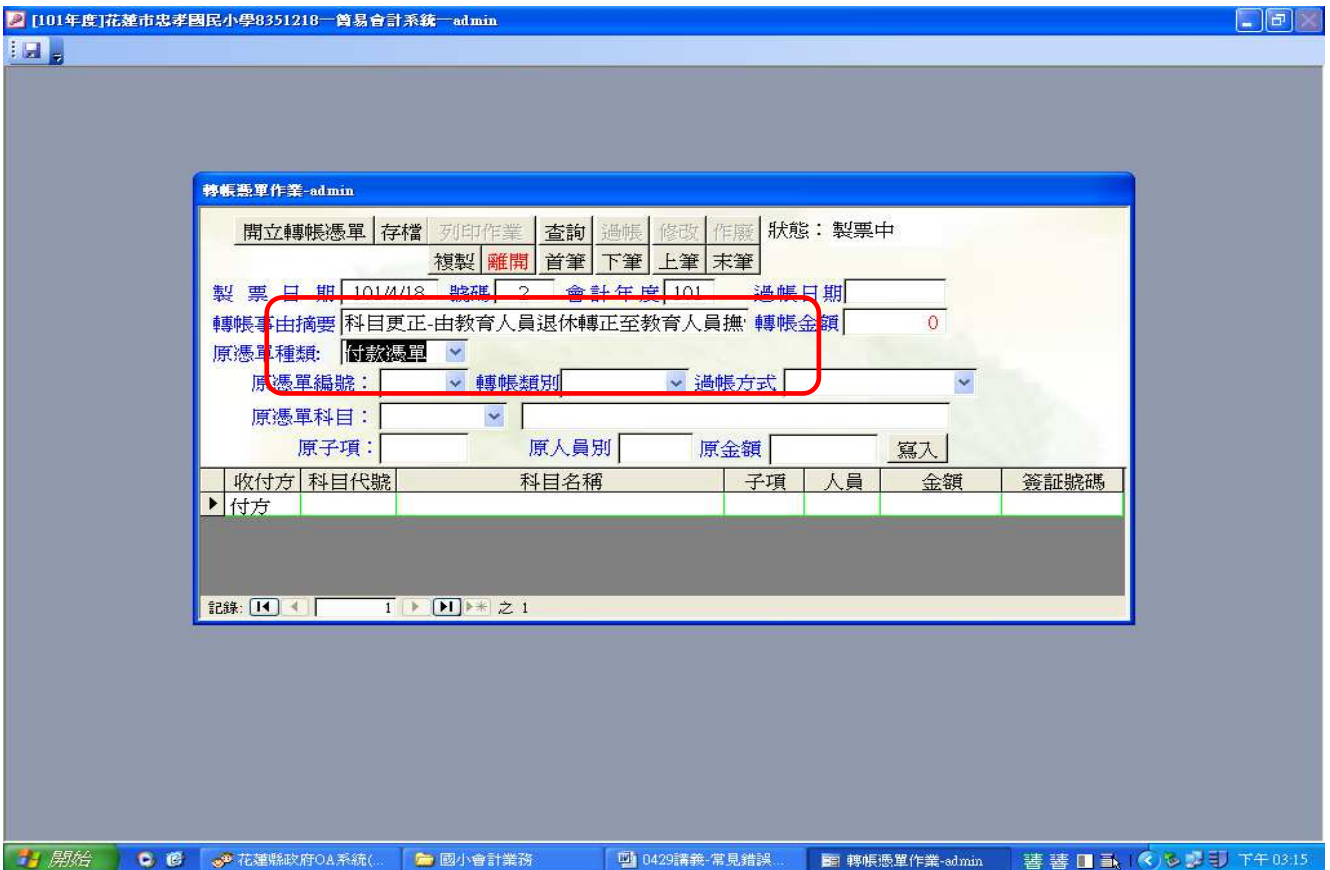 [101年度]花蓮市忠孝國民小學8351218—簡易會計系統—admin
轉帳憑單作業-admin
開立轉帳憑單 存檔 列印作業 查詢 過帳 修改 作廢 狀態：製票中
複製 離開 首筆 下筆 上筆 末筆
製 票 日 期 101/4/18 號碼 2 會計年度 101 過帳日期
轉帳事由摘要 科目更正-由教育人員退休轉正至教育人員撫 轉帳金額 0
原憑單種類: 付款憑單
原憑單編號： 轉帳類別 過帳方式
原憑單科目：
原子項： 原人員別 原金額 寫入
收付方 科目代號 科目名稱 子項 人員 金額 簽証號碼
付方
記錄: 1 之 1
開始 花蓮縣政府OA系統(... 國小會計業務 0429講義-常見錯誤... 轉帳憑單作業-admin 下午 03:15